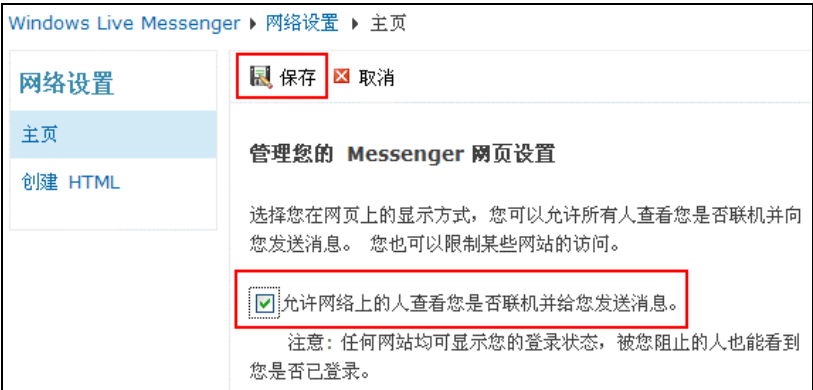 Windows Live Messenger ▸ 网络设置 ▸ 主页
网络设置
主页
创建 HTML
保存 取消
管理您的 Messenger 网页设置
选择您在网页上的显示方式，您可以允许所有人查看您是否联机并向
您发送消息。 您也可以限制某些网站的访问。
允许网络上的人查看您是否联机并给您发送消息。
注意：任何网站均可显示您的登录状态，被您阻止的人也能看到
您是否已登录。